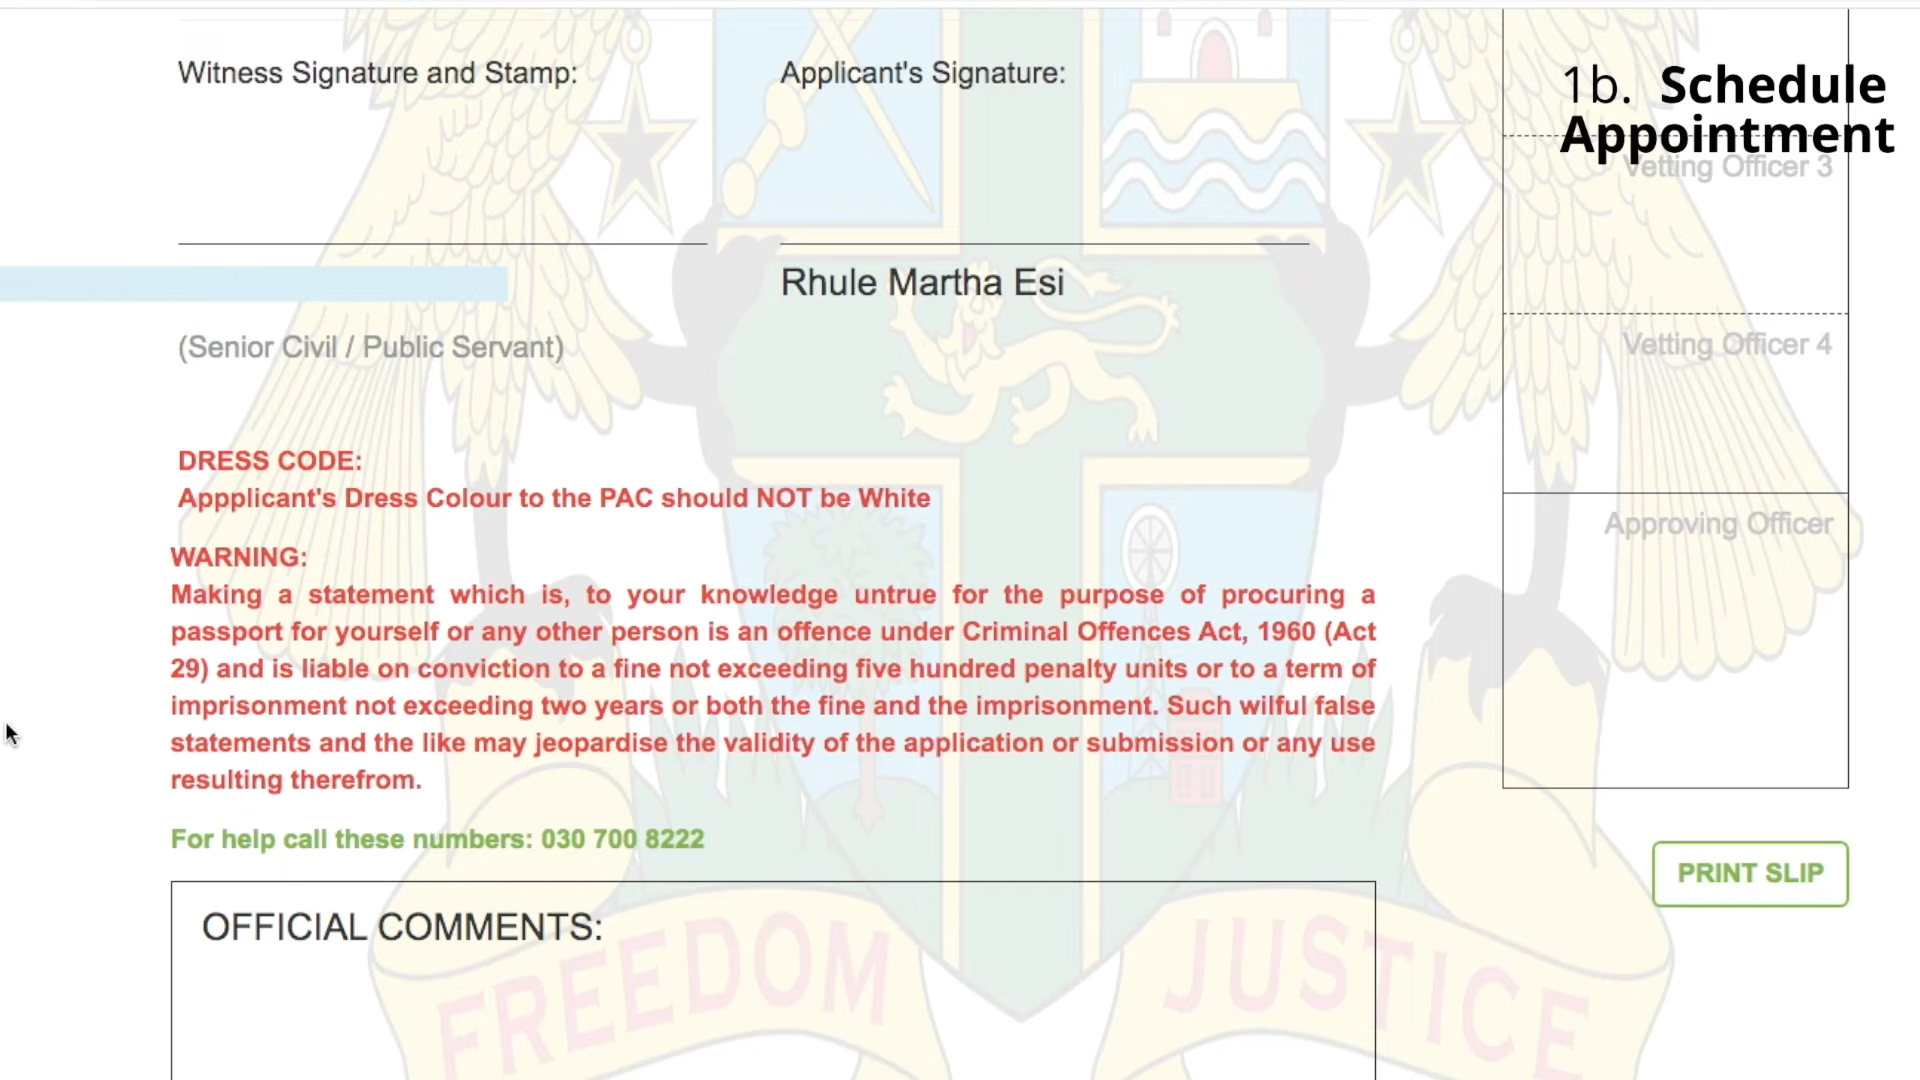 1b. Schedule
Appointment
Witness Signature and Stamp:
Applicant's Signature:
Vetting Officer 3
Rhule Martha Esi
(Senior Civil / Public Servant)
Vetting Officer 4
DRESS CODE:
Appplicant's Dress Colour to the PAC should NOT be White
Approving Officer
WARNING:
Making a statement which is, to your knowledge untrue for the purpose of procuring a
passport for yourself or any other person is an offence under Criminal Offences Act, 1960 (Act
29) and is liable on conviction to a fine not exceeding five hundred penalty units or to a term of
imprisonment not exceeding two years or both the fine and the imprisonment. Such wilful false
statements and the like may jeopardise the validity of the application or submission or any use
resulting therefrom.
For help call these numbers: 030 700 8222
PRINT SLIP
OFFICIAL COMMENTS:
FREEDOM JUSTICE